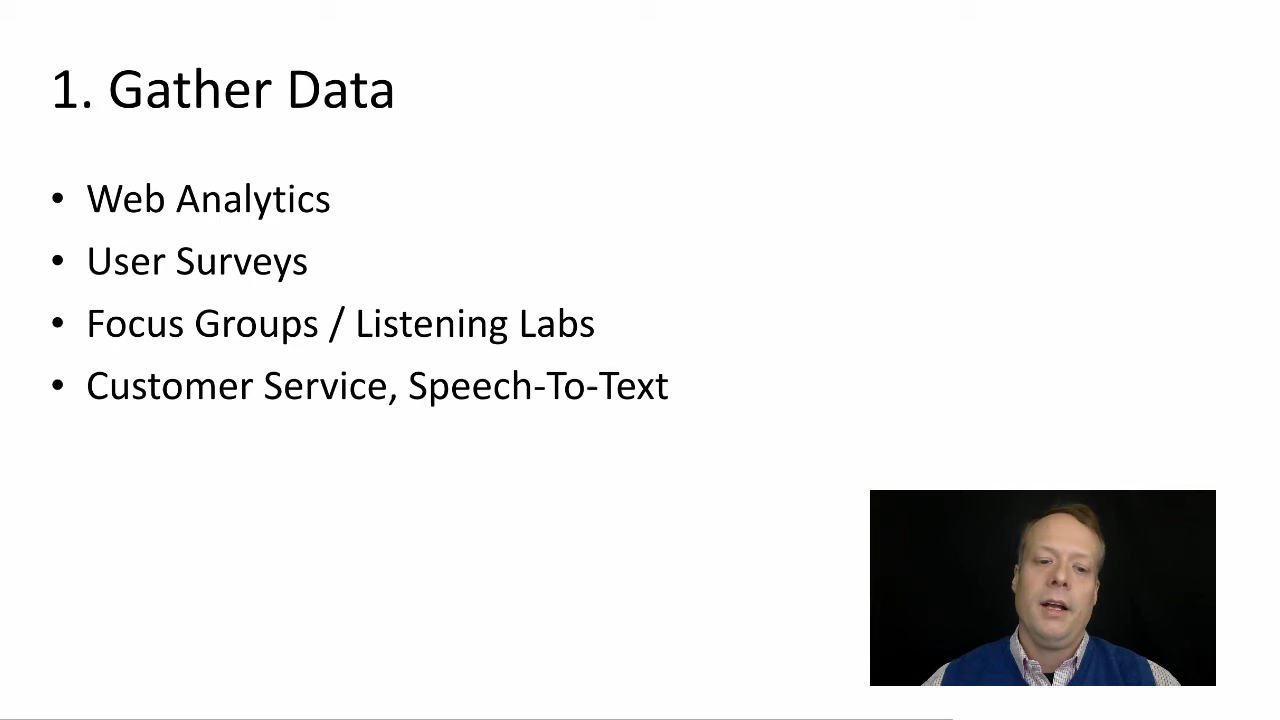 1. Gather Data
• Web Analytics
• User Surveys
• Focus Groups / Listening Labs
• Customer Service, Speech-To-Text